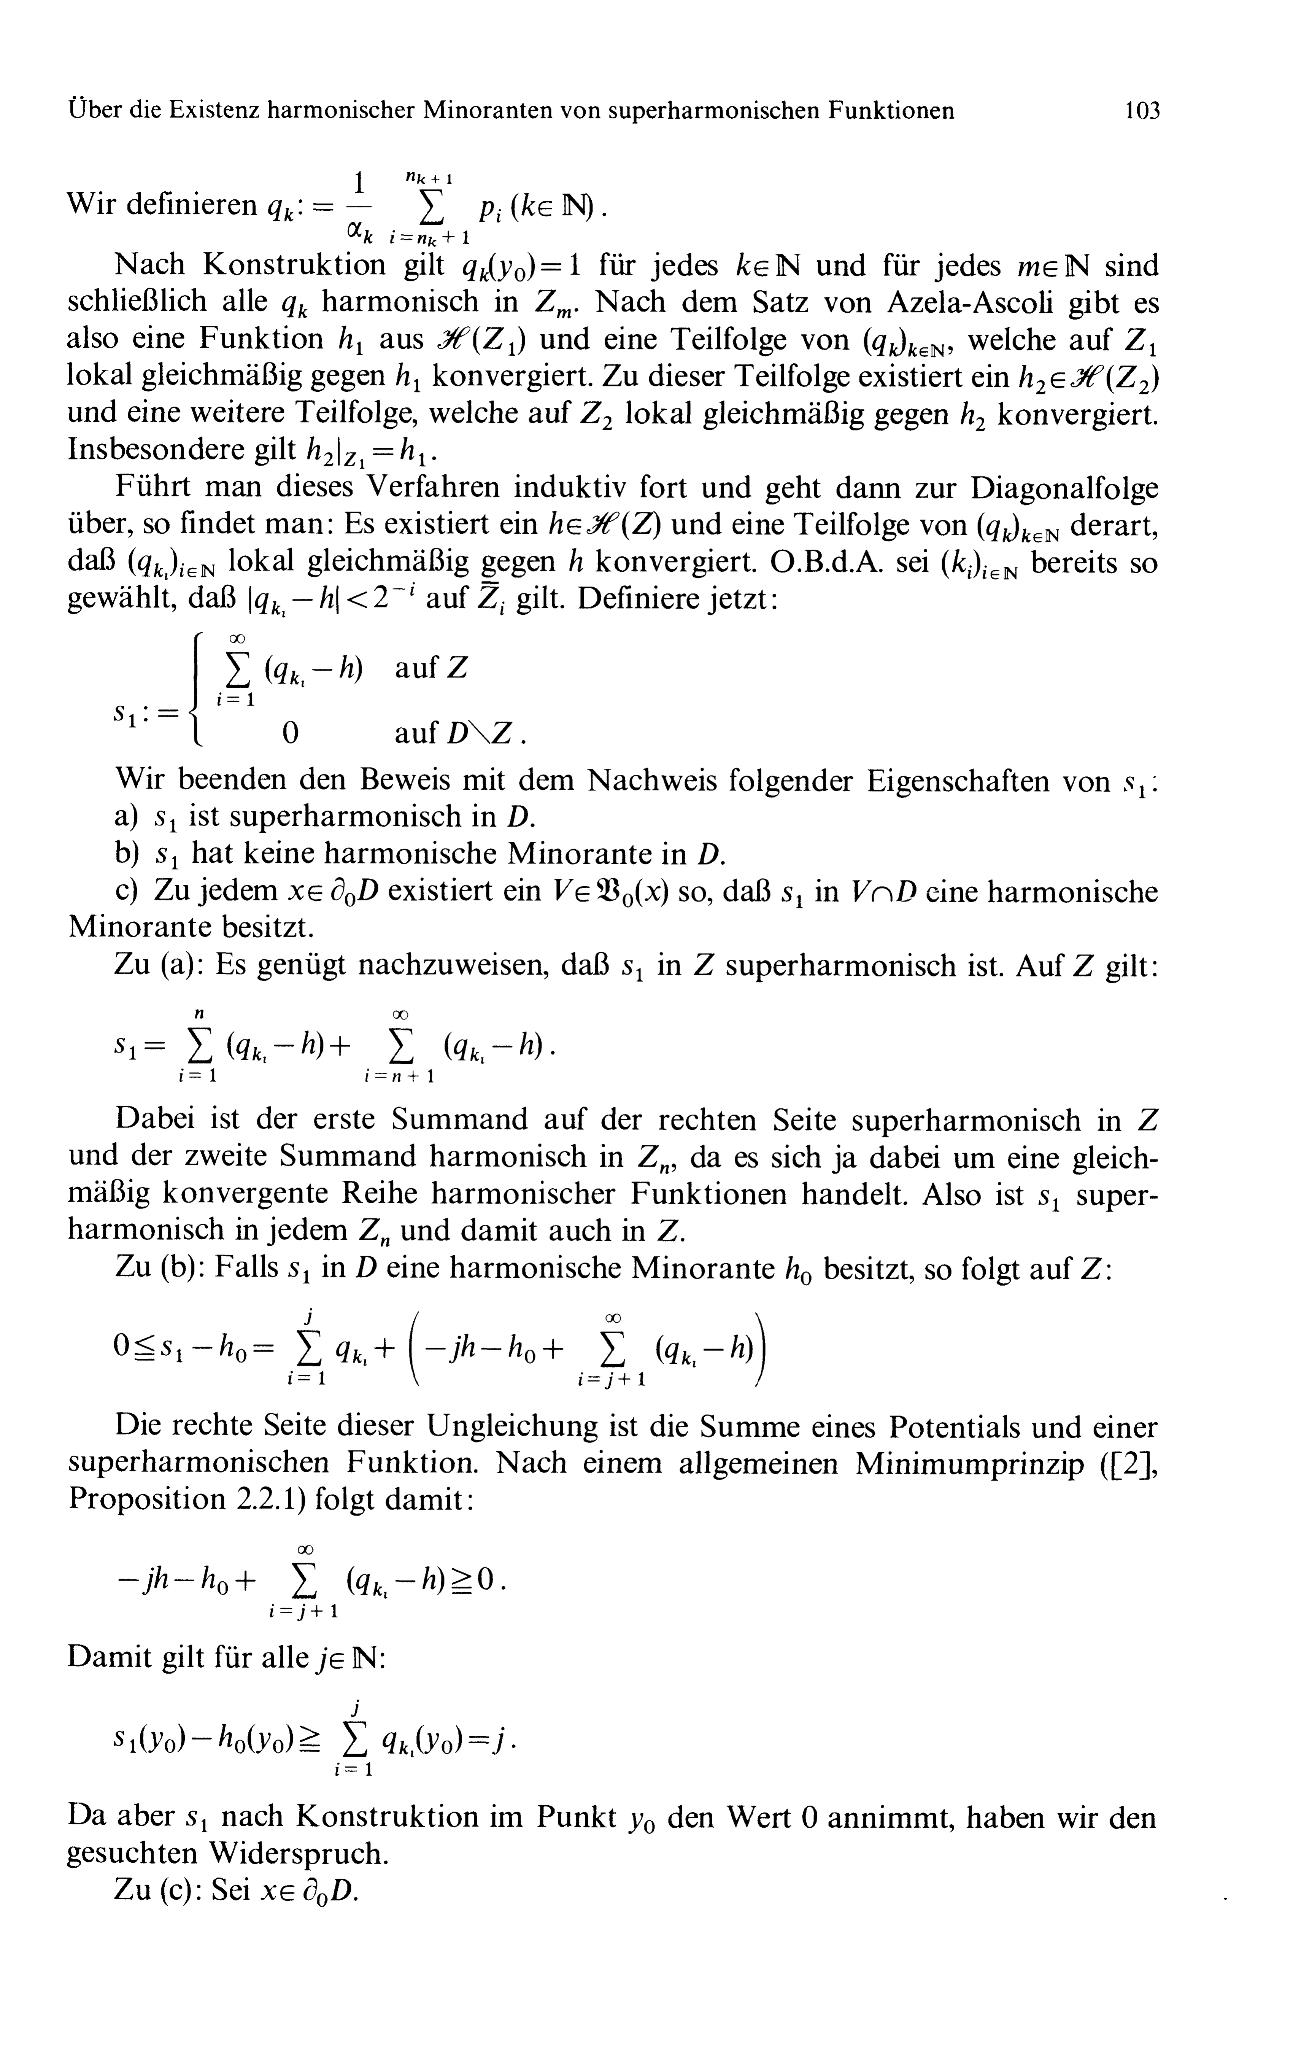 Über die Existenz harmonischer Minoranten von superharmonischen Funktionen 103
Wir definieren $q_k := \frac{1}{\alpha_k} \sum_{i=n_k+1}^{n_{k+1}} p_i \, (k \in \mathbb{N})$.
Nach Konstruktion gilt $q_k(y_0)=1$ für jedes $k \in \mathbb{N}$ und für jedes $m \in \mathbb{N}$ sind
schließlich alle $q_k$ harmonisch in $Z_m$. Nach dem Satz von Azela-Ascoli gibt es
also eine Funktion $h_1$ aus $\mathscr{H}(Z_1)$ und eine Teilfolge von $(q_k)_{k \in \mathbb{N}}$, welche auf $Z_1$
lokal gleichmäßig gegen $h_1$ konvergiert. Zu dieser Teilfolge existiert ein $h_2 \in \mathscr{H}(Z_2)$
und eine weitere Teilfolge, welche auf $Z_2$ lokal gleichmäßig gegen $h_2$ konvergiert.
Insbesondere gilt $h_2|_{Z_1} = h_1$.
Führt man dieses Verfahren induktiv fort und geht dann zur Diagonalfolge
über, so findet man: Es existiert ein $h \in \mathscr{H}(Z)$ und eine Teilfolge von $(q_k)_{k \in \mathbb{N}}$ derart,
daß $(q_{k_i})_{i \in \mathbb{N}}$ lokal gleichmäßig gegen $h$ konvergiert. O.B.d.A. sei $(k_i)_{i \in \mathbb{N}}$ bereits so
gewählt, daß $|q_{k_i} - h| < 2^{-i}$ auf $\bar{Z}_i$ gilt. Definiere jetzt:
$s_1 := \begin{cases} \sum_{i=1}^{\infty} (q_{k_i} - h) & \text{auf } Z \\ 0 & \text{auf } D \setminus Z. \end{cases}$
Wir beenden den Beweis mit dem Nachweis folgender Eigenschaften von $s_1$:
a) $s_1$ ist superharmonisch in $D$.
b) $s_1$ hat keine harmonische Minorante in $D$.
c) Zu jedem $x \in \partial_0 D$ existiert ein $V \in \mathfrak{B}_0(x)$ so, daß $s_1$ in $V \cap D$ eine harmonische
Minorante besitzt.
Zu (a): Es genügt nachzuweisen, daß $s_1$ in $Z$ superharmonisch ist. Auf $Z$ gilt:
$s_1 = \sum_{i=1}^{n} (q_{k_i} - h) + \sum_{i=n+1}^{\infty} (q_{k_i} - h)$.
Dabei ist der erste Summand auf der rechten Seite superharmonisch in $Z$
und der zweite Summand harmonisch in $Z_n$, da es sich ja dabei um eine gleich-
mäßig konvergente Reihe harmonischer Funktionen handelt. Also ist $s_1$ super-
harmonisch in jedem $Z_n$ und damit auch in $Z$.
Zu (b): Falls $s_1$ in $D$ eine harmonische Minorante $h_0$ besitzt, so folgt auf $Z$:
$0 \leqq s_1 - h_0 = \sum_{i=1}^{j} q_{k_i} + \left( -jh - h_0 + \sum_{i=j+1}^{\infty} (q_{k_i} - h) \right)$
Die rechte Seite dieser Ungleichung ist die Summe eines Potentials und einer
superharmonischen Funktion. Nach einem allgemeinen Minimumprinzip ([2],
Proposition 2.2.1) folgt damit:
$-jh - h_0 + \sum_{i=j+1}^{\infty} (q_{k_i} - h) \geqq 0$.
Damit gilt für alle $j \in \mathbb{N}$:
$s_1(y_0) - h_0(y_0) \geqq \sum_{i=1}^{j} q_{k_i}(y_0) = j$.
Da aber $s_1$ nach Konstruktion im Punkt $y_0$ den Wert 0 annimmt, haben wir den
gesuchten Widerspruch.
Zu (c): Sei $x \in \partial_0 D$.